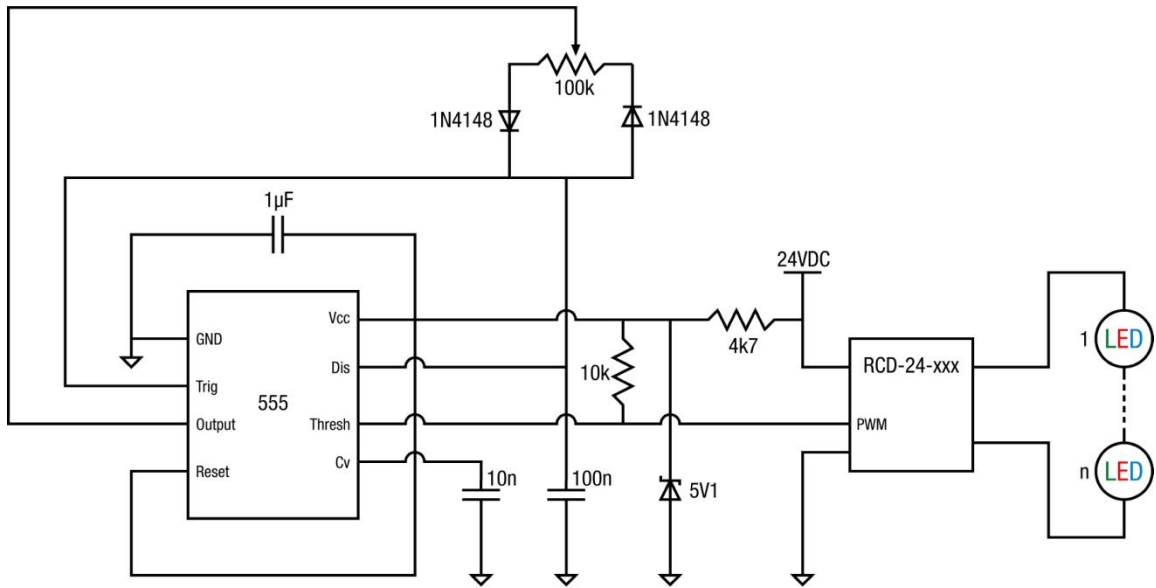 100k
1N4148
1N4148
1µF
24VDC
Vcc
GND
4k7
1
LED
Dis
10k
RCD-24-xxx
Trig
555
Output
Thresh
PWM
Cv
Reset
10n
100n
5V1
n
LED